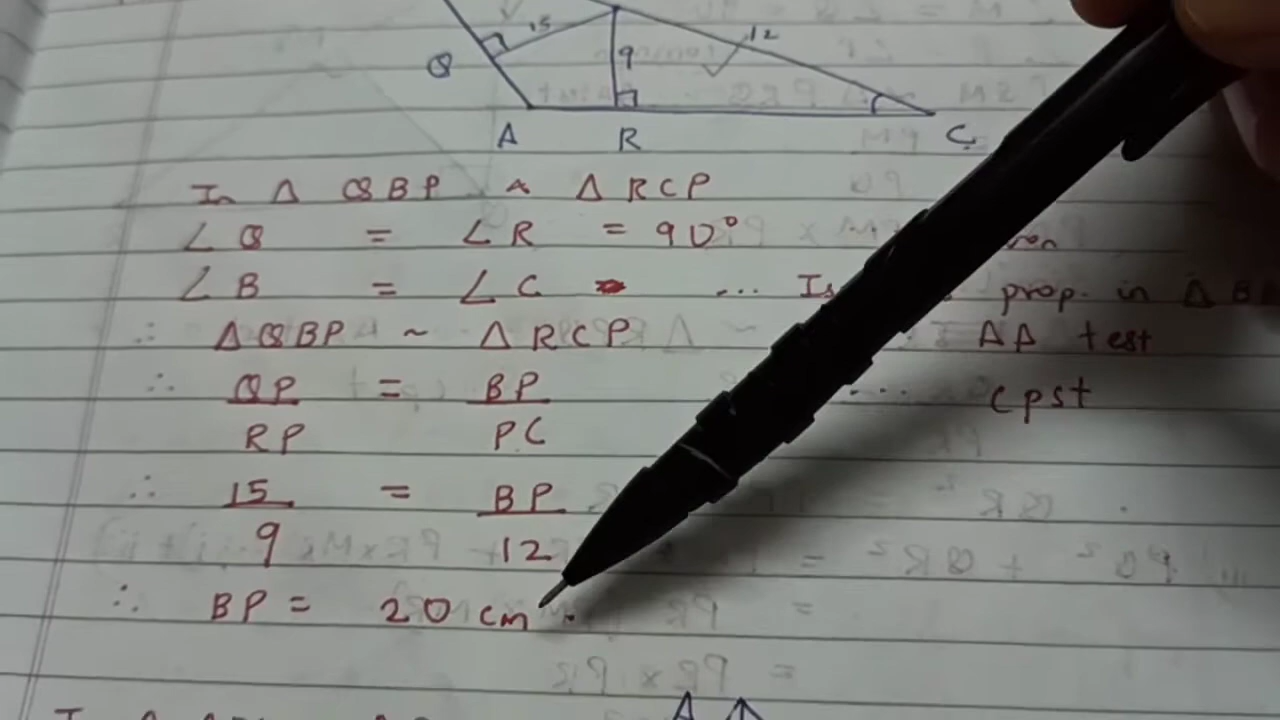 15
9
12
Q
A R C
In Δ QBP ~ Δ RCP
∠Q = ∠R = 90°
∠B = ∠C ... prop. in Δ
∴ Δ QBP ~ Δ RCP AA test
∴ QP = BP .... cpst
RP PC
∴ 15 = BP
9 12
∴ BP = 20 cm.
A